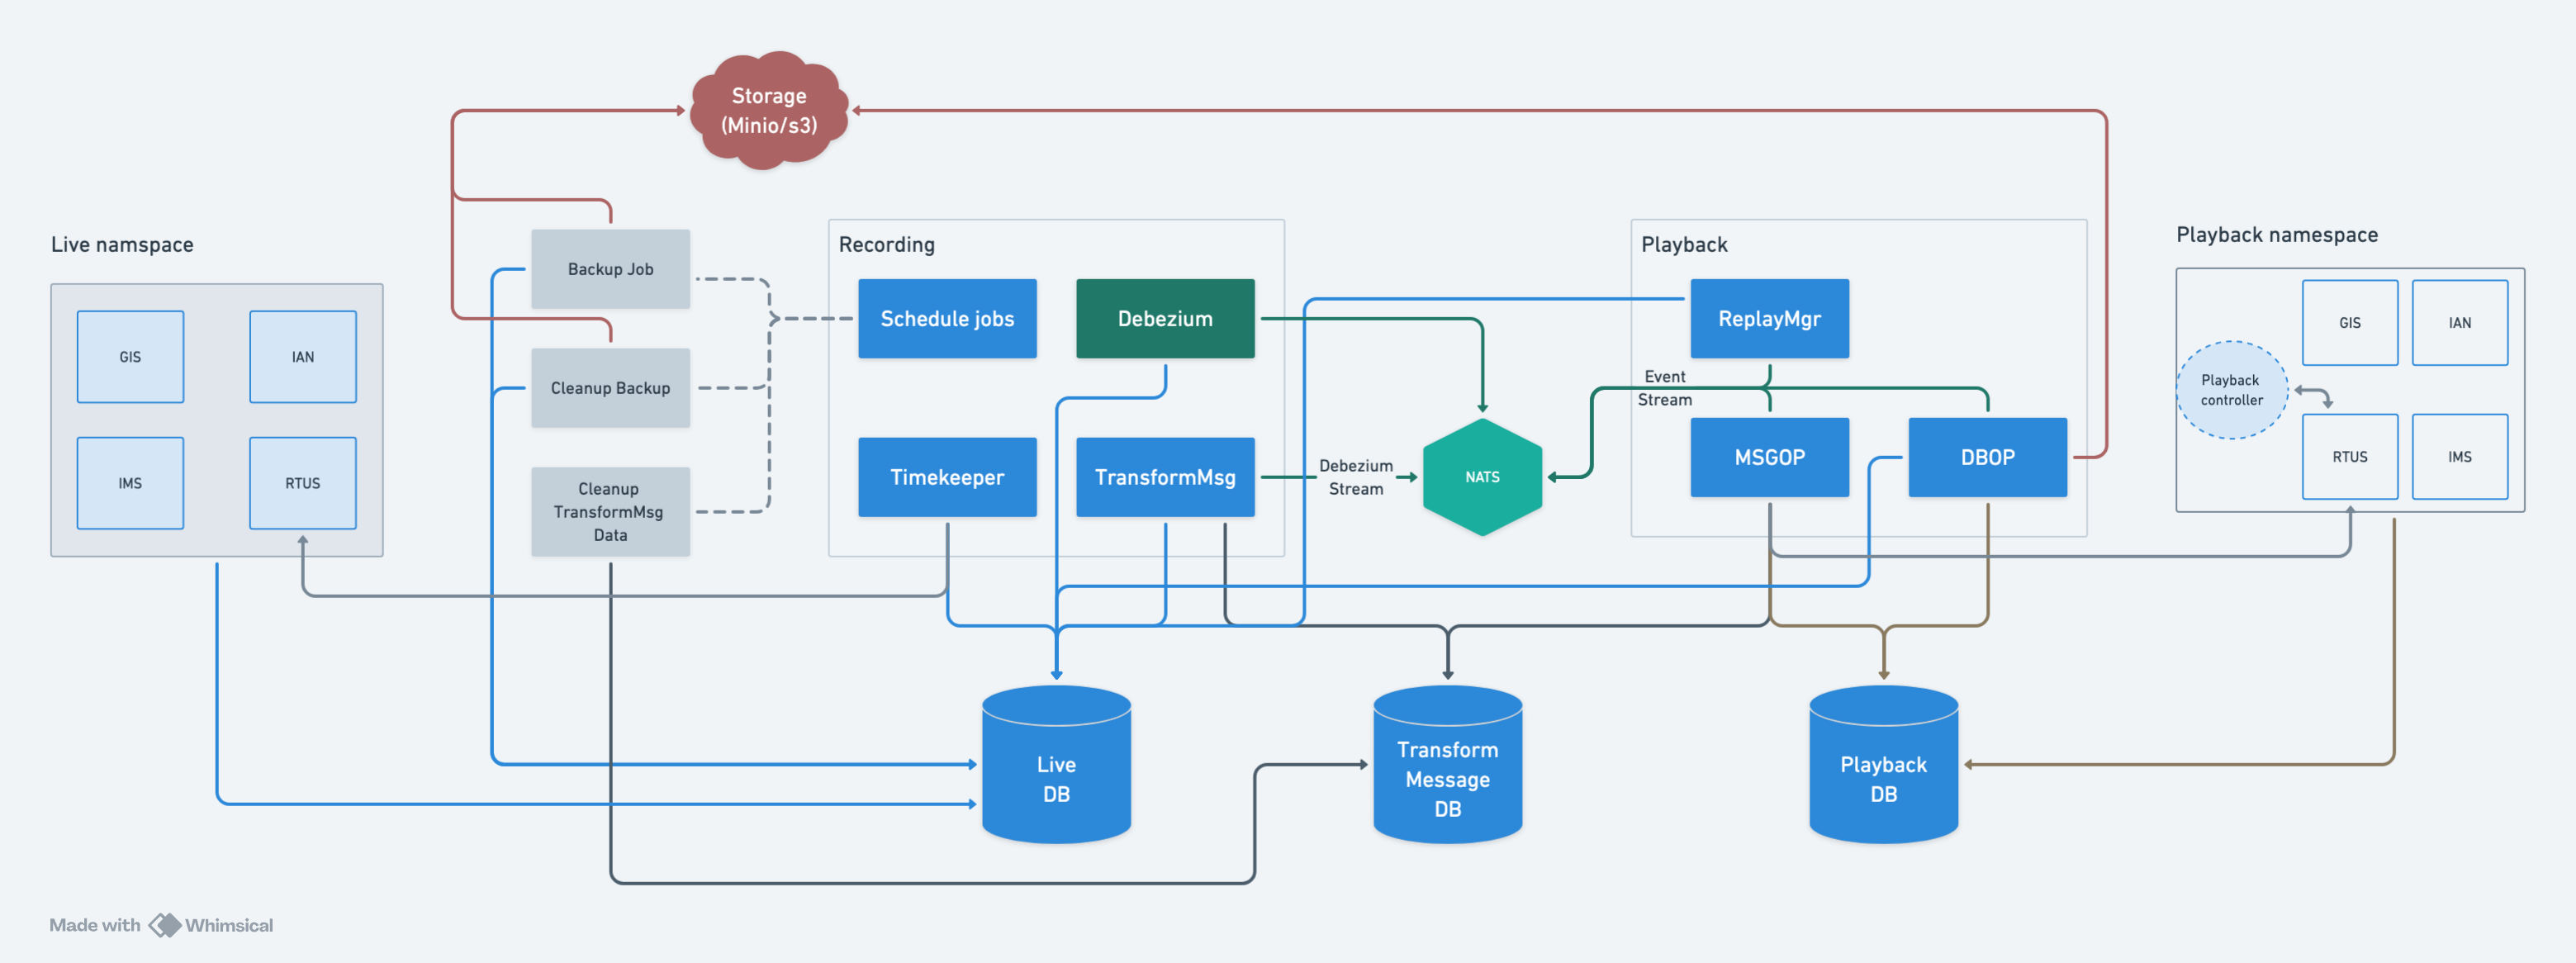 Storage
(Minio/s3)
Live namspace
GIS
IAN
IMS
RTUS
Backup Job
Cleanup Backup
Cleanup
TransformMsg
Data
Recording
Schedule jobs
Debezium
Timekeeper
TransformMsg
Debezium
Stream
NATS
Playback
ReplayMgr
Event
Stream
MSGOP
DBOP
Playback namespace
GIS
IAN
Playback
controller
RTUS
IMS
Live
DB
Transform
Message
DB
Playback
DB
Made with Whimsical